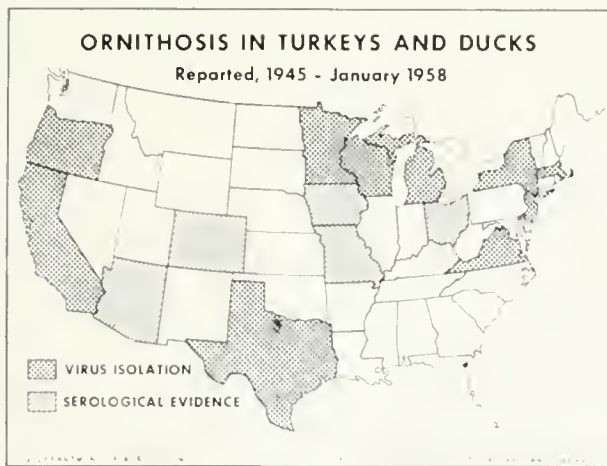 ORNITHOSIS IN TURKEYS AND DUCKS
Reported, 1945 - January 1958
VIRUS ISOLATION
SEROLOGICAL EVIDENCE